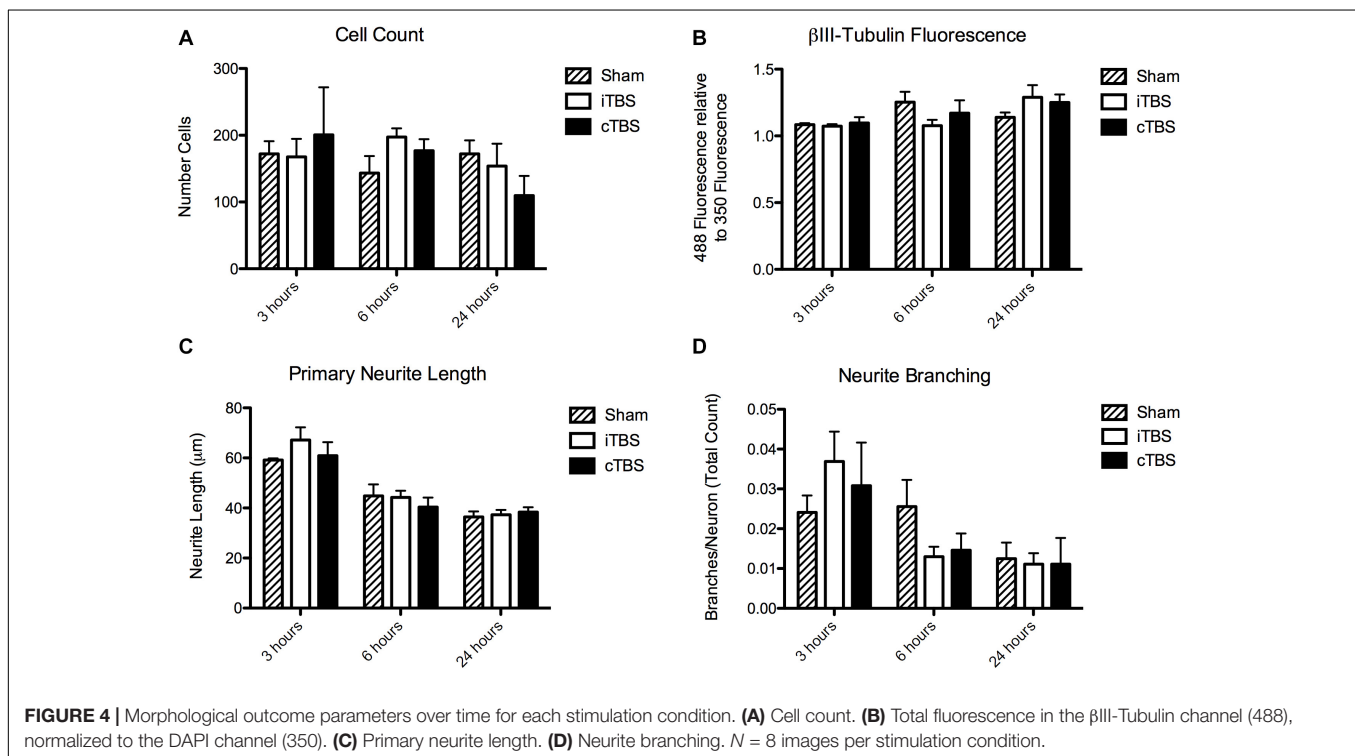 A
Cell Count
Number Cells
300
200
100
0
3 hours
6 hours
24 hours
Sham
iTBS
cTBS
B
βIII-Tubulin Fluorescence
488 Fluorescence relative
to 350 Fluorescence
1.5
1.0
0.5
0.0
3 hours
6 hours
24 hours
Sham
iTBS
cTBS
C
Primary Neurite Length
Neurite Length (μm)
80
60
40
20
0
3 hours
6 hours
24 hours
Sham
iTBS
cTBS
D
Neurite Branching
Branches/Neuron (Total Count)
0.05
0.04
0.03
0.02
0.01
0.00
3 hours
6 hours
24 hours
Sham
iTBS
cTBS
FIGURE 4 | Morphological outcome parameters over time for each stimulation condition. (A) Cell count. (B) Total fluorescence in the βIII-Tubulin channel (488),
normalized to the DAPI channel (350). (C) Primary neurite length. (D) Neurite branching. N = 8 images per stimulation condition.